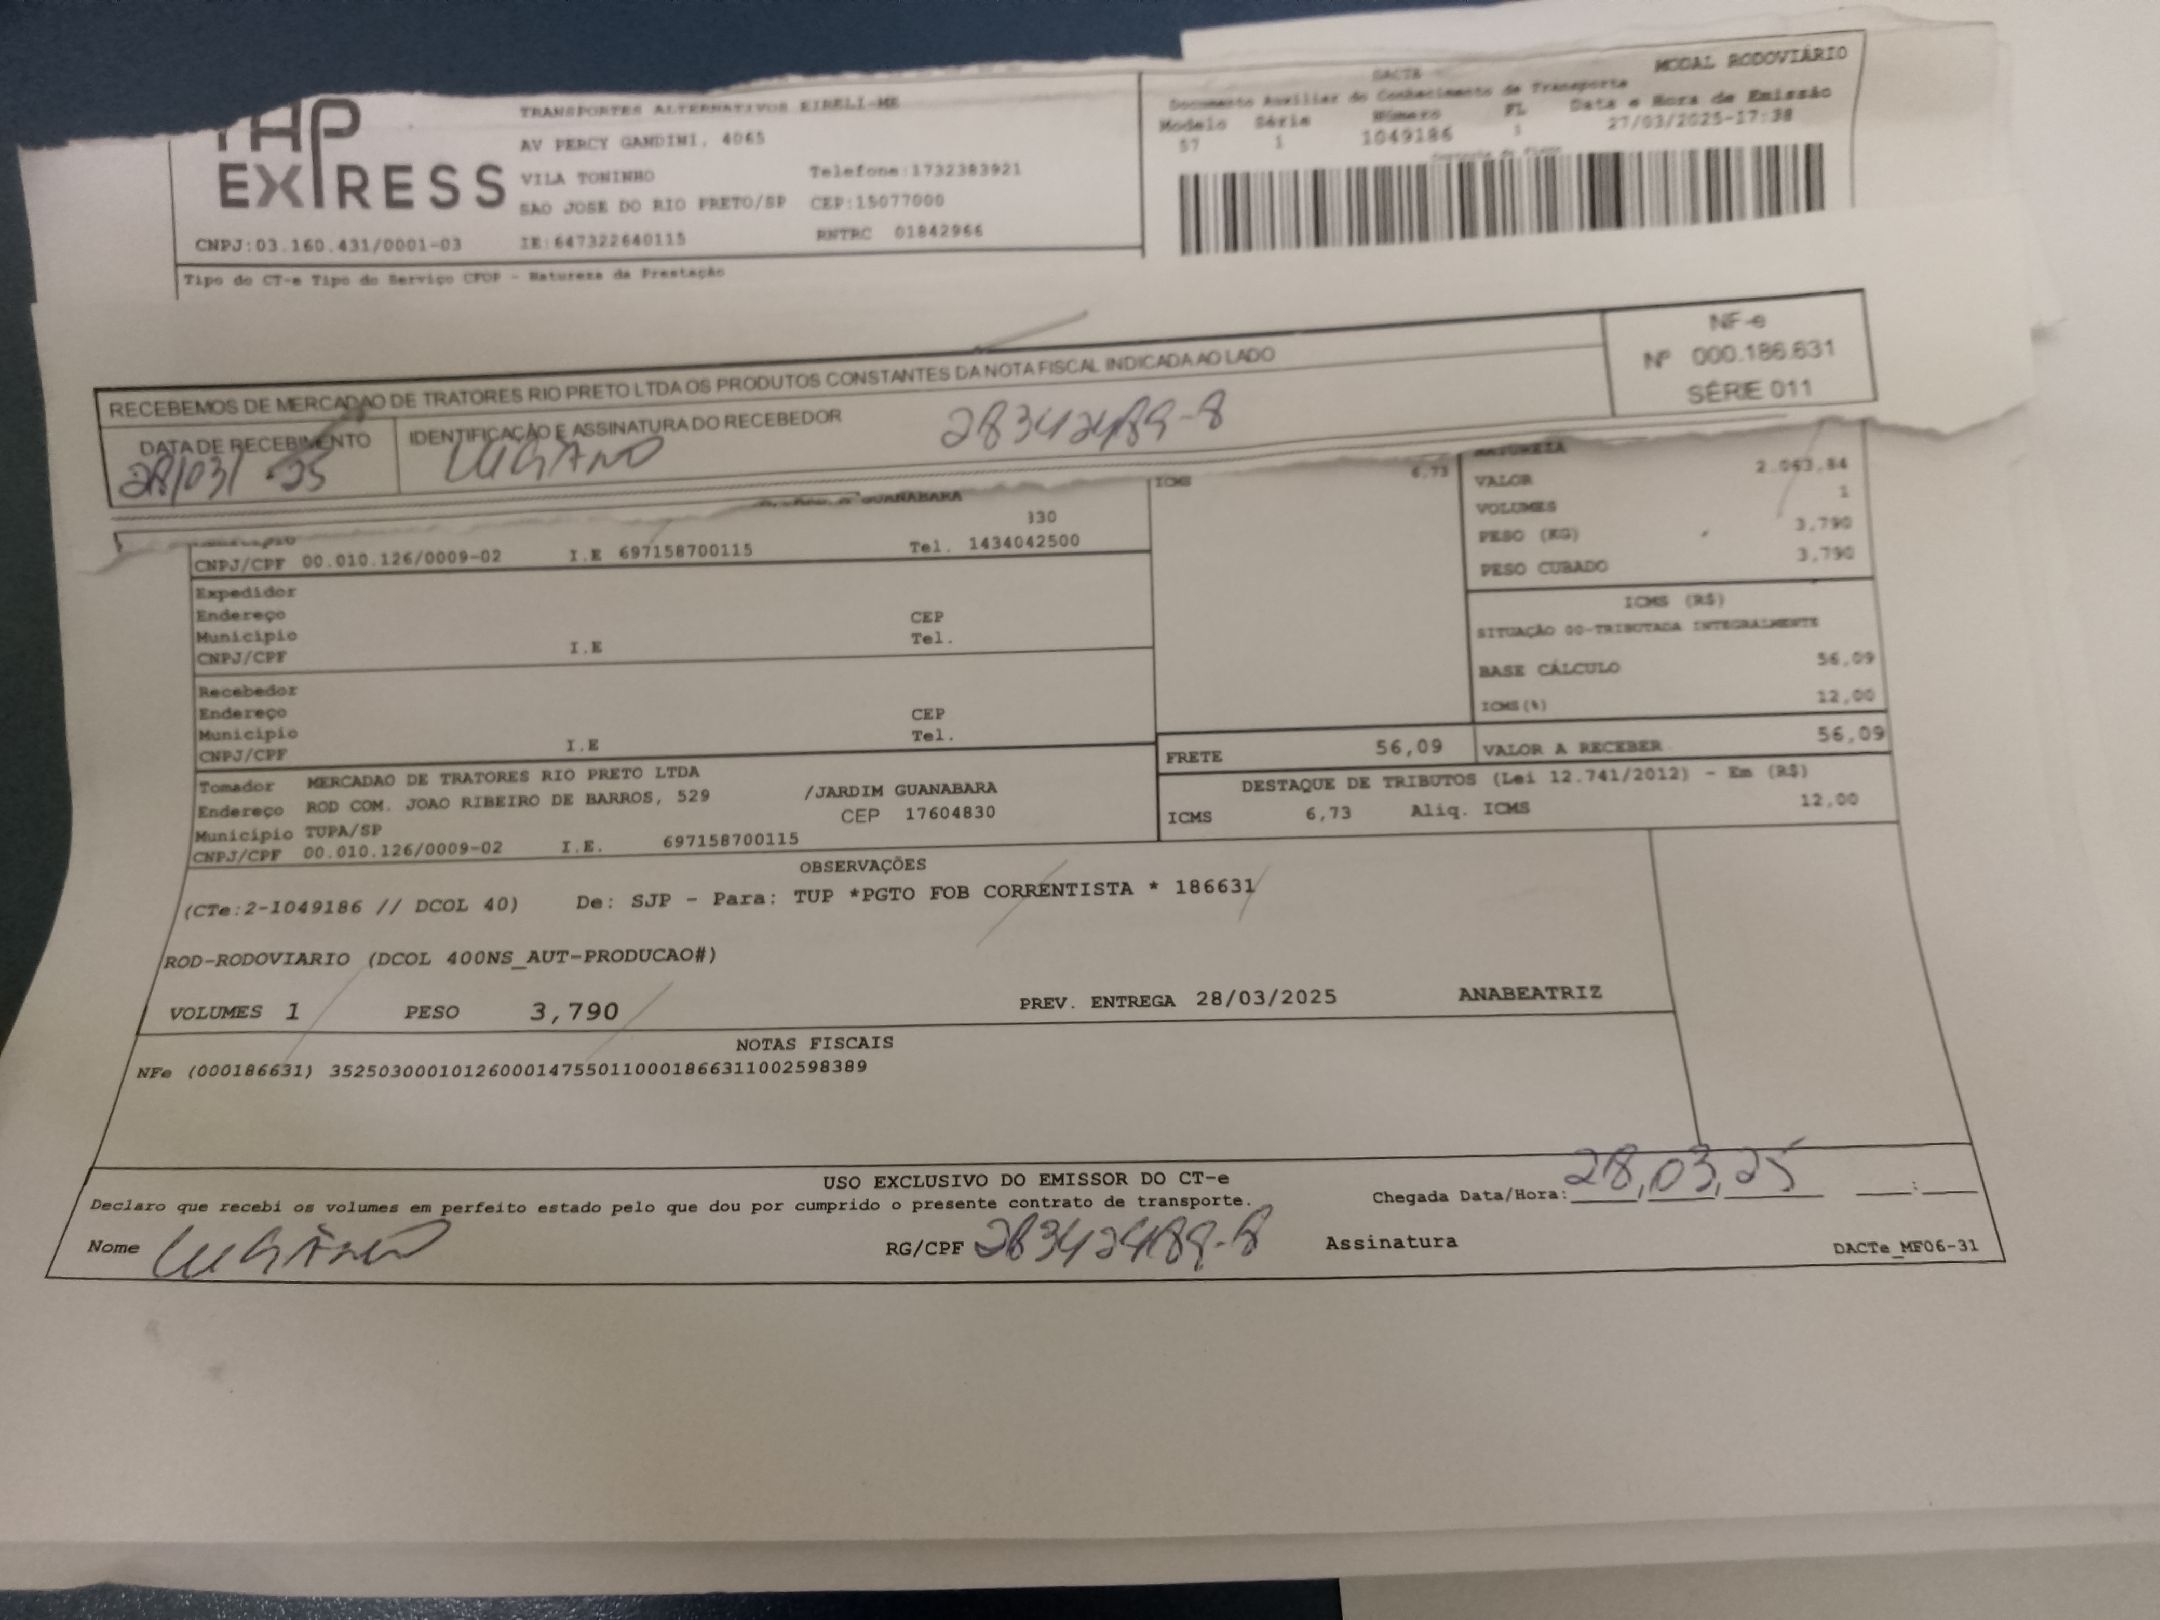 EXPRESS
CNPJ:03.160.431/0001-03
TRANSPORTES ALTERNATIVOS EIRELI-ME
AV PERCY GANDINI, 4065
VILA TONINHO Telefone:1732383921
SAO JOSE DO RIO PRETO/SP CEP:15077000
IE:647322640115 RNTRC 01842966
DACTE MODAL RODOVIÁRIO
Documento Auxiliar do Conhecimento de Transporte
Modelo Série Número FL Data e Hora de Emissão
57 1 1049186 1 27/03/2025-17:38
Tipo do CT-e Tipo do Serviço CFOP - Natureza da Prestação
RECEBEMOS DE MERCADAO DE TRATORES RIO PRETO LTDA OS PRODUTOS CONSTANTES DA NOTA FISCAL INDICADA AO LADO
NF-e
Nº 000.186.631
SÉRIE 011
DATA DE RECEBIMENTO IDENTIFICAÇÃO E ASSINATURA DO RECEBEDOR
28/03/25 LUCIANO 28342489-8
GUANABARA
330
CNPJ/CPF 00.010.126/0009-02 I.E 697158700115 Tel. 1434042500
Expedidor
Endereço CEP
Município Tel.
CNPJ/CPF I.E
Recebedor
Endereço CEP
Município Tel.
CNPJ/CPF I.E
Tomador MERCADAO DE TRATORES RIO PRETO LTDA
Endereço ROD COM. JOAO RIBEIRO DE BARROS, 529 /JARDIM GUANABARA
Município TUPA/SP CEP 17604830
CNPJ/CPF 00.010.126/0009-02 I.E. 697158700115
ICMS 6,73
NATUREZA
VALOR 2.063,84
VOLUMES 1
PESO (KG) 3,790
PESO CUBADO 3,790
ICMS (R$)
SITUAÇÃO 00-TRIBUTADA INTEGRALMENTE
BASE CÁLCULO 56,09
ICMS(%) 12,00
FRETE 56,09 VALOR A RECEBER 56,09
DESTAQUE DE TRIBUTOS (Lei 12.741/2012) - Em (R$)
ICMS 6,73 Aliq. ICMS 12,00
OBSERVAÇÕES
(CTe:2-1049186 // DCOL 40) De: SJP - Para: TUP *PGTO FOB CORRENTISTA * 186631
ROD-RODOVIARIO (DCOL 400NS_AUT-PRODUCAO#)
VOLUMES 1 PESO 3,790 PREV. ENTREGA 28/03/2025 ANABEATRIZ
NOTAS FISCAIS
NFe (000186631) 35250300010126000147550110001866311002598389
USO EXCLUSIVO DO EMISSOR DO CT-e
Declaro que recebi os volumes em perfeito estado pelo que dou por cumprido o presente contrato de transporte. Chegada Data/Hora: 28,03,25 :
Nome LUCIANO RG/CPF 28342489-8 Assinatura DACTe_MF06-31